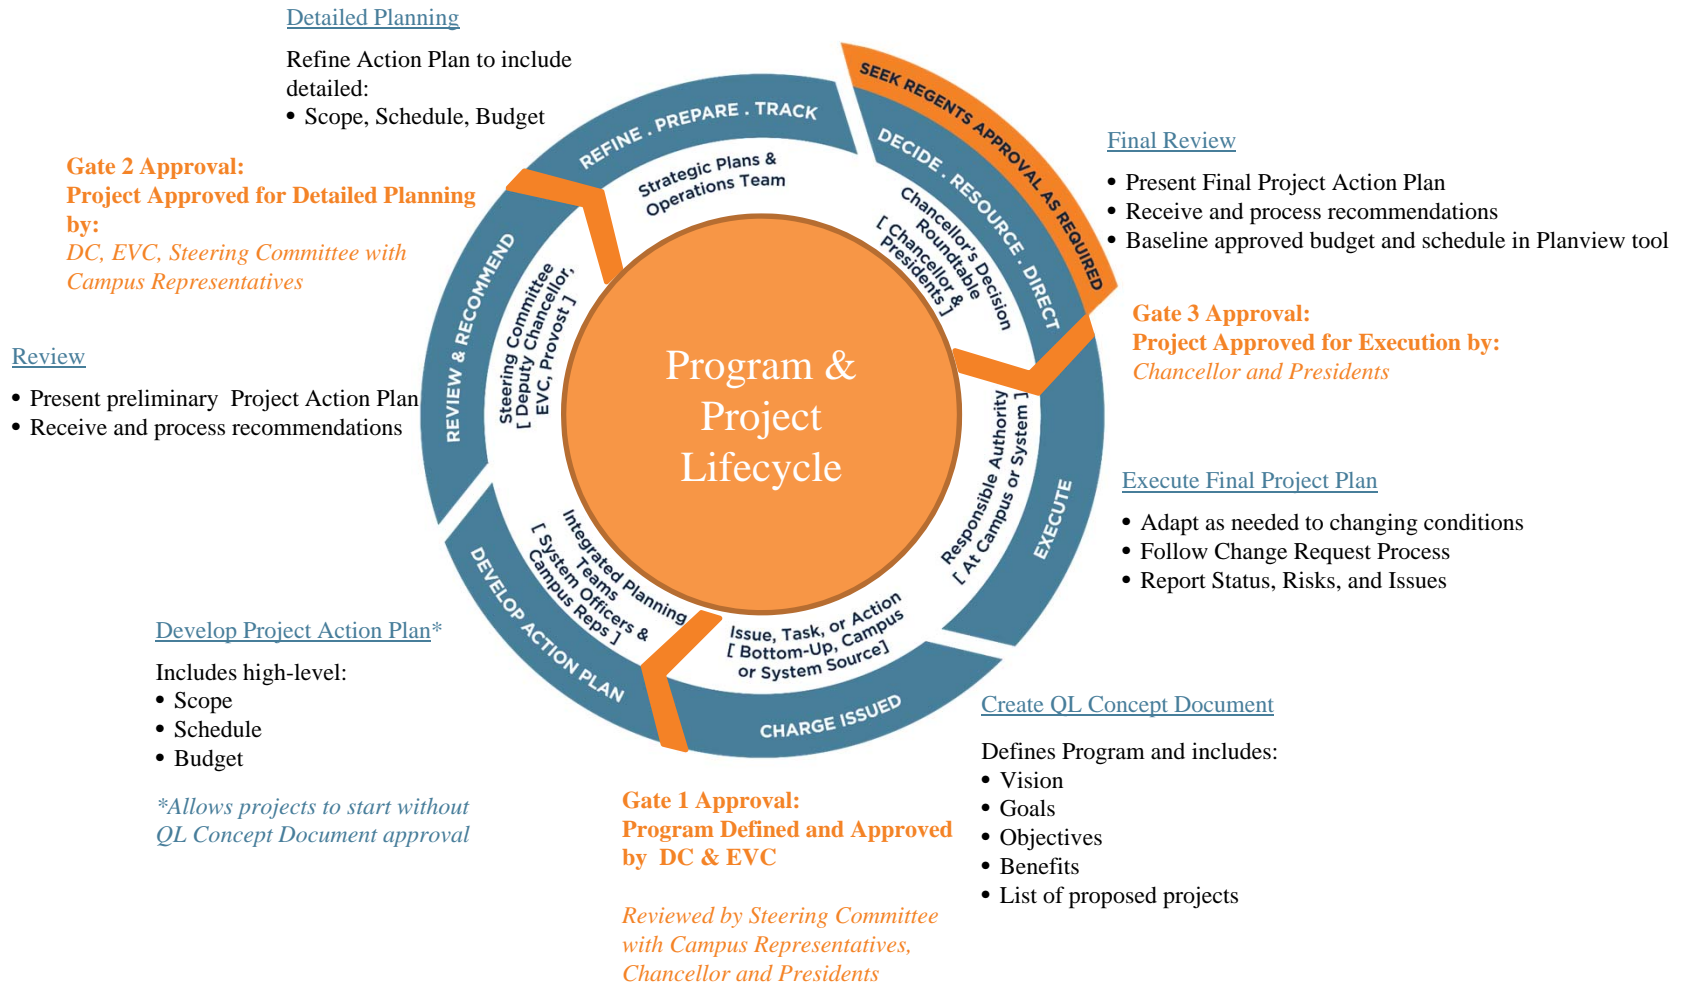 Detailed Planning
Refine Action Plan to include
detailed:
• Scope, Schedule, Budget
Gate 2 Approval:
Project Approved for Detailed Planning
by:
DC, EVC, Steering Committee with
Campus Representatives
Review
• Present preliminary  Project Action Plan
• Receive and process recommendations
Develop Project Action Plan*
Includes high-level:
• Scope
• Schedule
• Budget
*Allows projects to start without
QL Concept Document approval
SEEK REGENTS APPROVAL AS REQUIRED
REFINE . PREPARE . TRACK
Strategic Plans &
Operations Team
DECIDE . RESOURCE . DIRECT
Chancellor's Decision
Roundtable
[ Chancellor &
Presidents ]
REVIEW & RECOMMEND
Steering Committee
[ Deputy Chancellor,
EVC, Provost ]
Program &
Project
Lifecycle
EXECUTE
Responsible Authority
[ At Campus or System ]
DEVELOP ACTION PLAN
Integrated Planning
Teams
[ System Officers &
Campus Reps ]
Issue, Task, or Action
[ Bottom-Up, Campus
or System Source]
CHARGE ISSUED
Final Review
• Present Final Project Action Plan
• Receive and process recommendations
• Baseline approved budget and schedule in Planview tool
Gate 3 Approval:
Project Approved for Execution by:
Chancellor and Presidents
Execute Final Project Plan
• Adapt as needed to changing conditions
• Follow Change Request Process
• Report Status, Risks, and Issues
Create QL Concept Document
Defines Program and includes:
• Vision
• Goals
• Objectives
• Benefits
• List of proposed projects
Gate 1 Approval:
Program Defined and Approved
by  DC & EVC
Reviewed by Steering Committee
with Campus Representatives,
Chancellor and Presidents